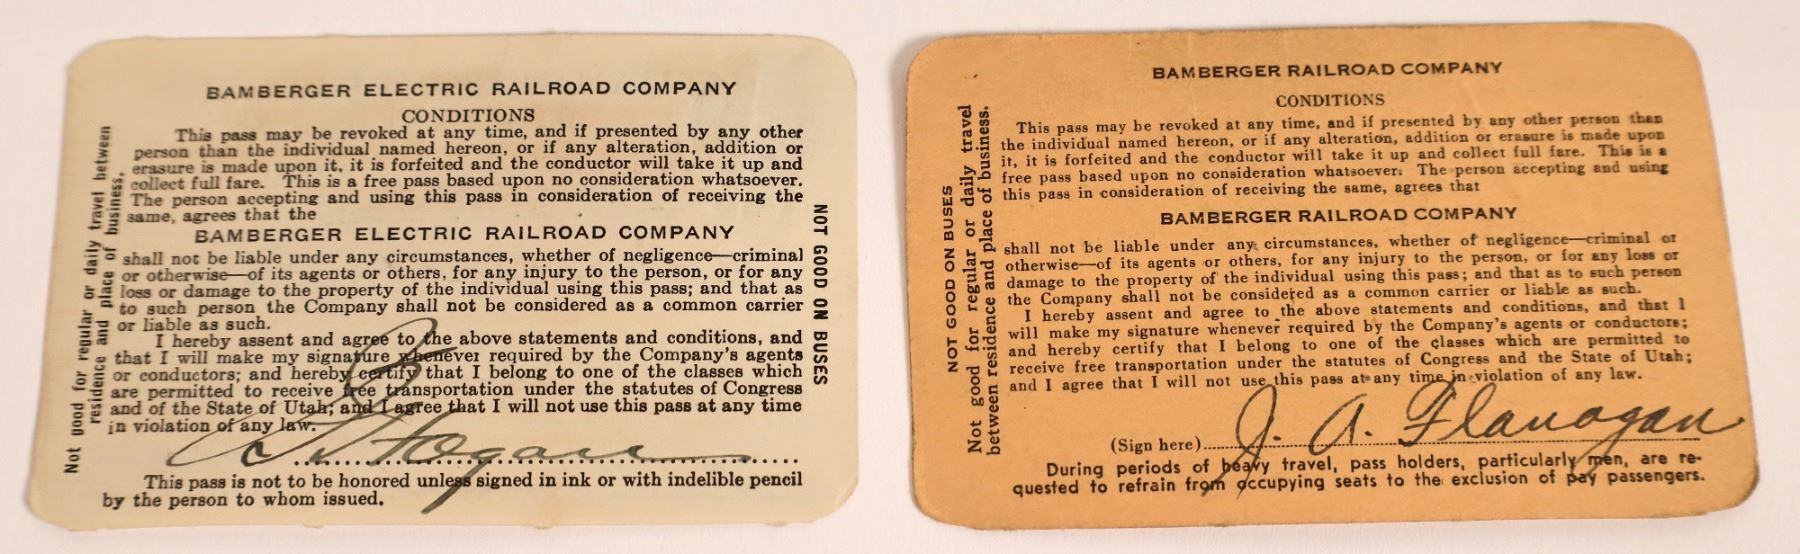 BAMBERGER ELECTRIC RAILROAD COMPANY
CONDITIONS
This pass may be revoked at any time, and if presented by any other
person than the individual named hereon, or if any alteration, addition or
erasure is made upon it, it is forfeited and the conductor will take it up and
collect full fare. This is a free pass based upon no consideration whatsoever.
The person accepting and using this pass in consideration of receiving the
same, agrees that the
BAMBERGER ELECTRIC RAILROAD COMPANY
shall not be liable under any circumstances, whether of negligence—criminal
or otherwise—of its agents or others, for any injury to the person, or for any
loss or damage to the property of the individual using this pass; and that as
to such person the Company shall not be considered as a common carrier
or liable as such.
I hereby assent and agree to the above statements and conditions, and
that I will make my signature whenever required by the Company's agents
or conductors; and hereby certify that I belong to one of the classes which
are permitted to receive free transportation under the statutes of Congress
and of the State of Utah; and I agree that I will not use this pass at any time
in violation of any law.
Hogan
This pass is not to be honored unless signed in ink or with indelible pencil
by the person to whom issued.
Not good for regular or daily travel between
residence and place of business.
NOT GOOD ON BUSES
BAMBERGER RAILROAD COMPANY
CONDITIONS
This pass may be revoked at any time, and if presented by any other person than
the individual named hereon, or if any alteration, addition or erasure is made upon
it, it is forfeited and the conductor will take it up and collect full fare. This is a
free pass based upon no consideration whatsoever. The person accepting and using
this pass in consideration of receiving the same, agrees that
BAMBERGER RAILROAD COMPANY
shall not be liable under any circumstances, whether of negligence—criminal or
otherwise—of its agents or others, for any injury to the person, or for any loss or
damage to the property of the individual using this pass; and that as to such person
the Company shall not be considered as a common carrier or liable as such.
I hereby assent and agree to the above statements and conditions, and that I
will make my signature whenever required by the Company's agents or conductors;
and hereby certify that I belong to one of the classes which are permitted to
receive free transportation under the statutes of Congress and the State of Utah;
and I agree that I will not use this pass at any time in violation of any law.
(Sign here) J. A. Flanogan
During periods of heavy travel, pass holders, particularly men, are re-
quested to refrain from occupying seats to the exclusion of pay passengers.
NOT GOOD ON BUSES
Not good for regular or daily travel
between residence and place of business.